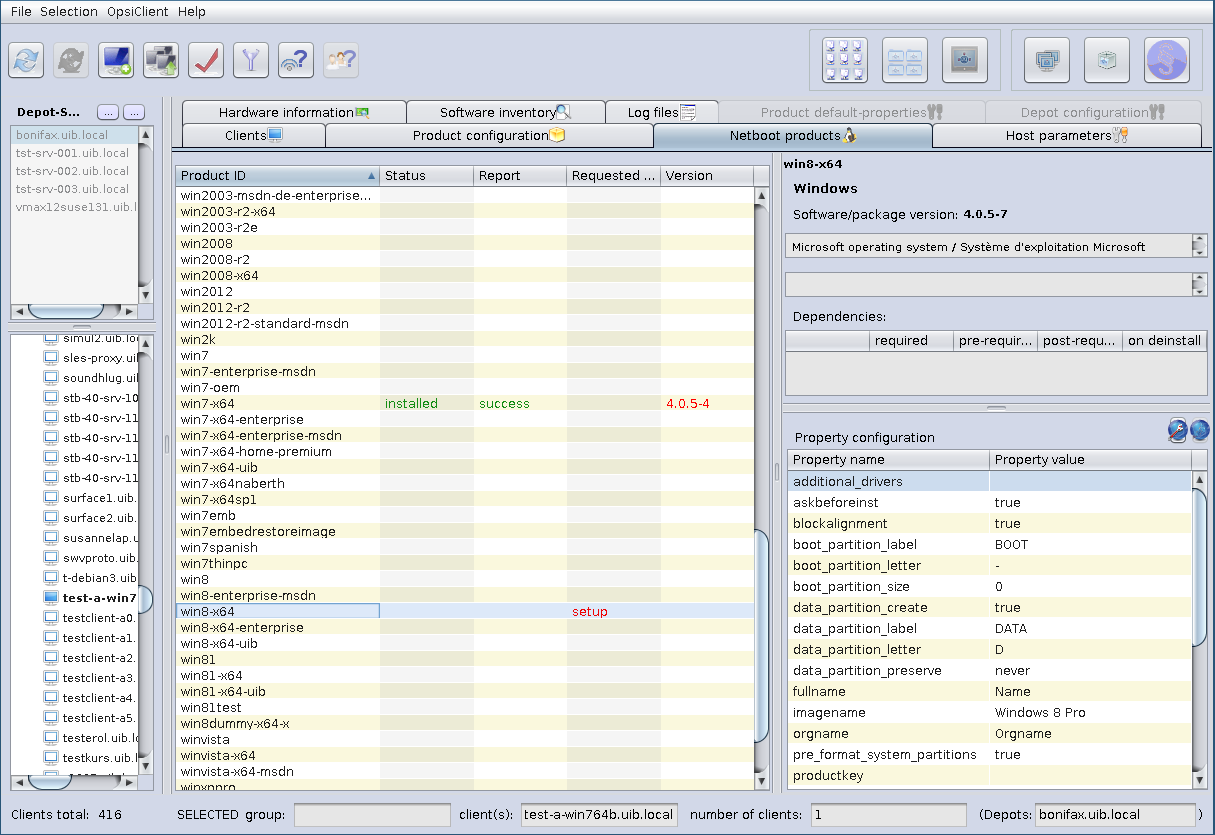 File Selection OpsiClient Help
Depot-S... ... ...
bonifax.uib.local
tst-srv-001.uib.local
tst-srv-002.uib.local
tst-srv-003.uib.local
vmax12suse131.uib.l
simul2.uib.lo
sles-proxy.uil
soundhlug.uil
stb-40-srv-10
stb-40-srv-11
stb-40-srv-11
stb-40-srv-11
stb-40-srv-11
surface1.uib.
surface2.uib.
susannelap.u
swvproto.uib.
t-debian3.uib
test-a-win7
testclient-a0.
testclient-a1.
testclient-a2.
testclient-a3.
testclient-a4.
testclient-a5.
testerol.uib.lo
testkurs.uib.l
Hardware information Software inventory Log files Product default-properties Depot configuratiion
Clients Product configuration Netboot products Host parameters
Product ID Status Report Requested ... Version
win2003-msdn-de-enterprise...
win2003-r2-x64
win2003-r2e
win2008
win2008-r2
win2008-x64
win2012
win2012-r2
win2012-r2-standard-msdn
win2k
win7
win7-enterprise-msdn
win7-oem
win7-x64 installed success 4.0.5-4
win7-x64-enterprise
win7-x64-enterprise-msdn
win7-x64-home-premium
win7-x64-uib
win7-x64naberth
win7-x64sp1
win7emb
win7embedrestoreimage
win7spanish
win7thinpc
win8
win8-enterprise-msdn
win8-x64 setup
win8-x64-enterprise
win8-x64-uib
win81
win81-x64
win81-x64-uib
win81test
win8dummy-x64-x
winvista
winvista-x64
winvista-x64-msdn
winxppro
win8-x64
Windows
Software/package version: 4.0.5-7
Microsoft operating system / Système d'exploitation Microsoft
Dependencies:
required pre-requir... post-requ... on deinstall
Property configuration
Property name Property value
additional_drivers
askbeforeinst true
blockalignment true
boot_partition_label BOOT
boot_partition_letter -
boot_partition_size 0
data_partition_create true
data_partition_label DATA
data_partition_letter D
data_partition_preserve never
fullname Name
imagename Windows 8 Pro
orgname Orgname
pre_format_system_partitions true
productkey
Clients total: 416 SELECTED group: client(s): test-a-win764b.uib.local number of clients: 1 (Depots: bonifax.uib.local )